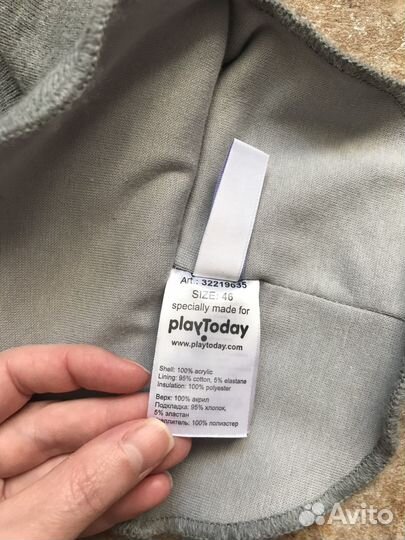 Art.: 32219635
SIZE: 46
specially made for
playToday
www.playtoday.com
Shell: 100% acrylic
Lining: 95% cotton, 5% elastane
Insulation: 100% polyester
Верх: 100% акрил
Подкладка: 95% хлопок,
5% эластан
100% полиэстер
Avito